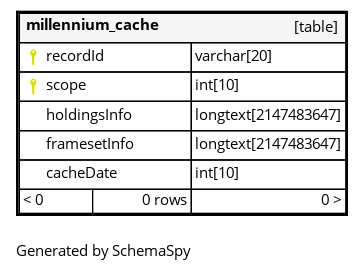 millennium_cache [table]
recordId varchar[20]
scope int[10]
holdingsInfo longtext[2147483647]
framesetInfo longtext[2147483647]
cacheDate int[10]
< 0 0 rows 0 >
Generated by SchemaSpy